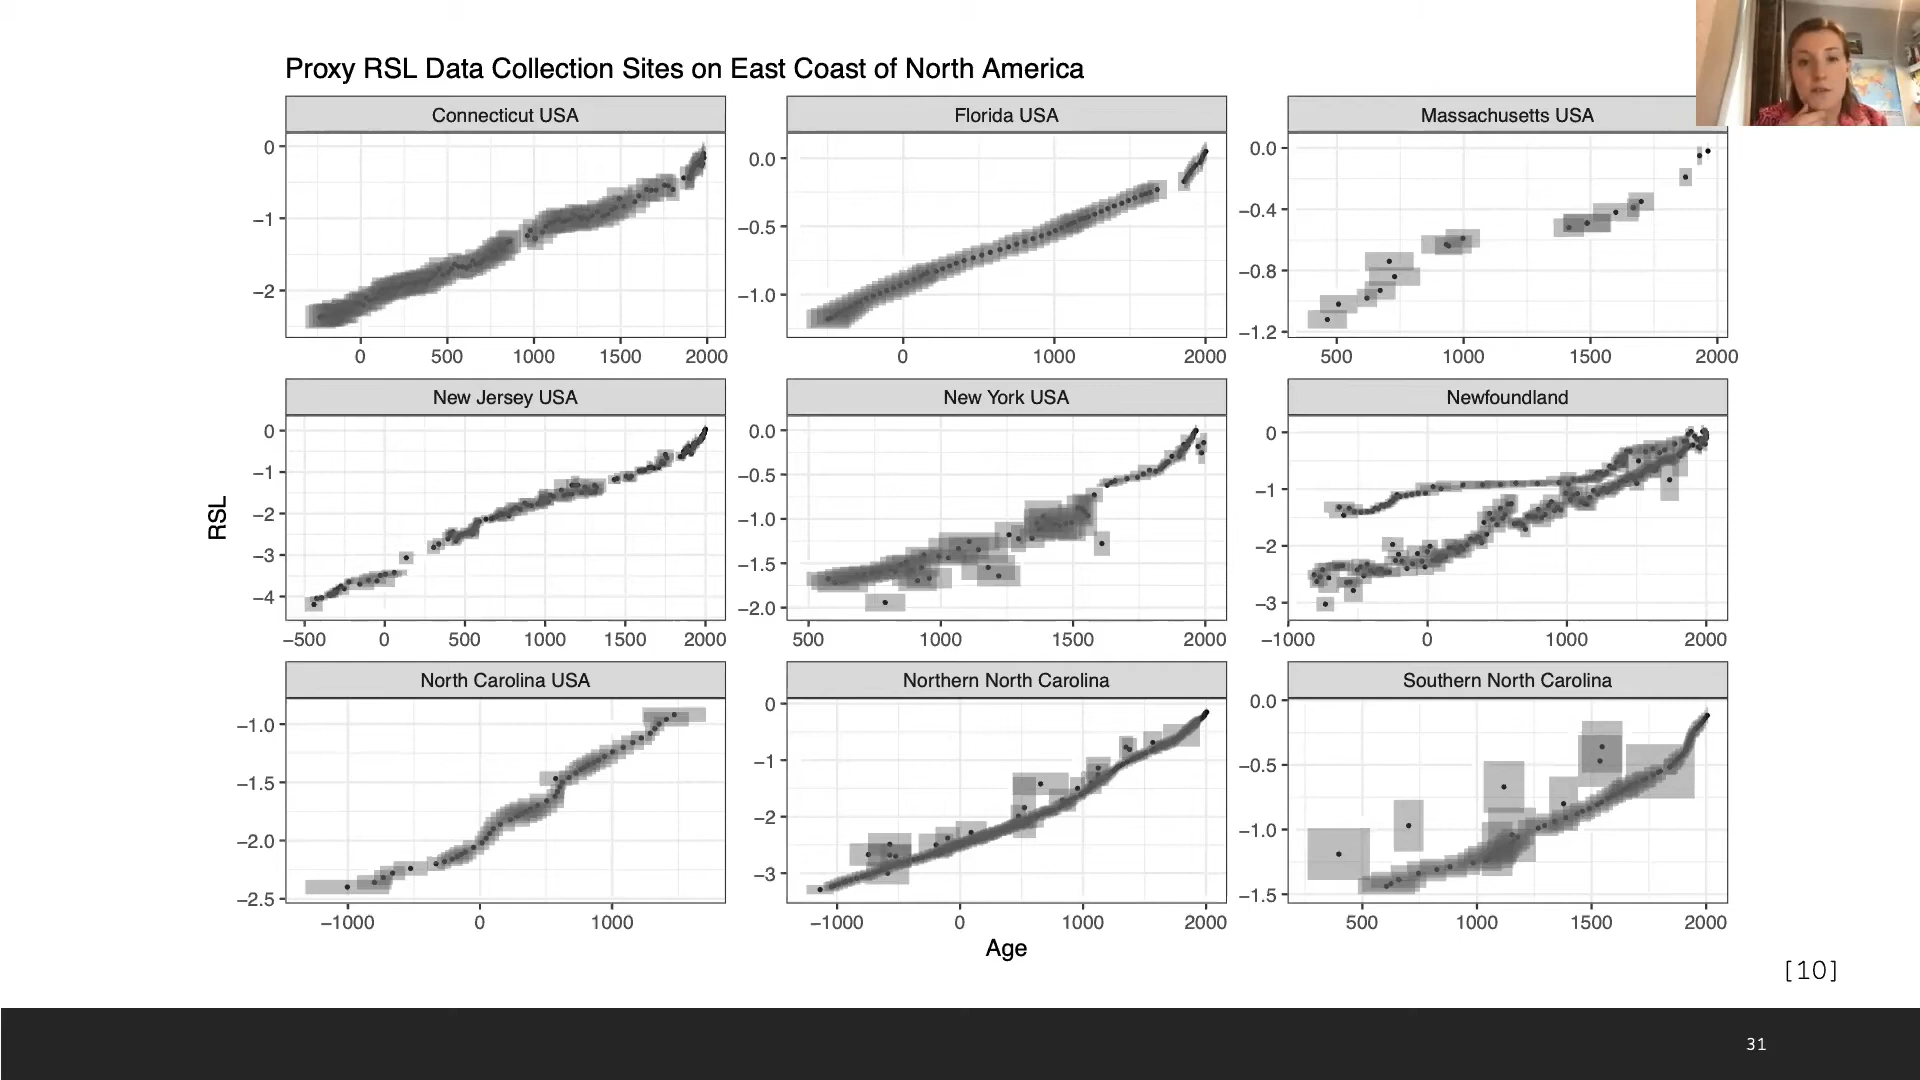 Proxy RSL Data Collection Sites on East Coast of North America
Connecticut USA
0
−1
−2
0 500 1000 1500 2000
Florida USA
0.0
−0.5
−1.0
0 1000 2000
Massachusetts USA
0.0
−0.4
−0.8
−1.2
500 1000 1500 2000
New Jersey USA
0
−1
−2
−3
−4
−500 0 500 1000 1500 2000
New York USA
0.0
−0.5
−1.0
−1.5
−2.0
500 1000 1500 2000
Newfoundland
0
−1
−2
−3
−1000 0 1000 2000
North Carolina USA
−1.0
−1.5
−2.0
−2.5
−1000 0 1000
Northern North Carolina
0
−1
−2
−3
−1000 0 1000 2000
Southern North Carolina
0.0
−0.5
−1.0
−1.5
500 1000 1500 2000
RSL
Age
[10]
31